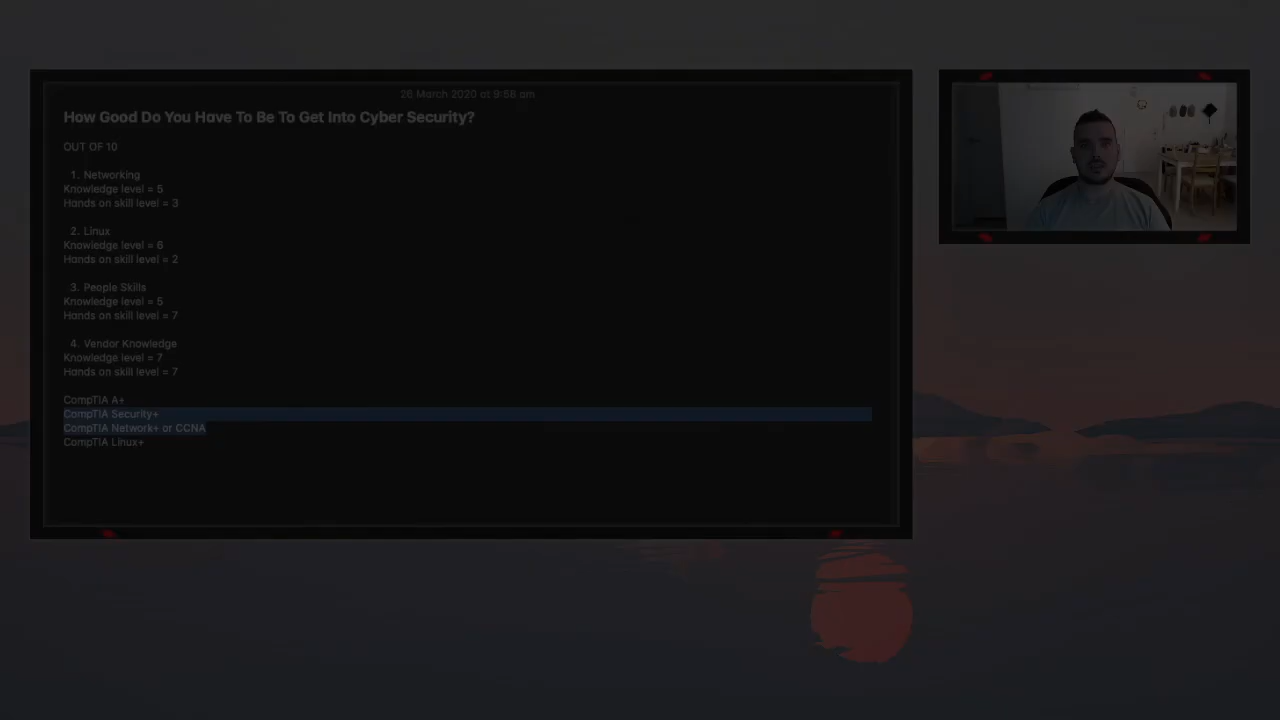 26 March 2020 at 9:58 am
How Good Do You Have To Be To Get Into Cyber Security?
OUT OF 10
1. Networking
Knowledge level = 5
Hands on skill level = 3
2. Linux
Knowledge level = 6
Hands on skill level = 2
3. People Skills
Knowledge level = 5
Hands on skill level = 7
4. Vendor Knowledge
Knowledge level = 7
Hands on skill level = 7
CompTIA A+
CompTIA Security+
CompTIA Network+ or CCNA
CompTIA Linux+